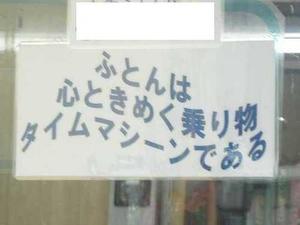 ふとんは
心ときめく乗り物
タイムマシーンである